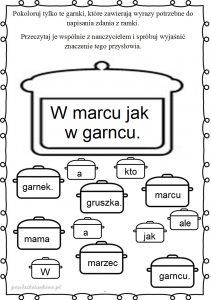 Pokoloruj tylko te garnki, które zawierają wyrazy potrzebne do
napisania zdania z ramki.
Przeczytaj je wspólnie z nauczycielem i spróbuj wyjaśnić
znaczenie tego przysłowia.
W marcu jak
w garncu.
a
kto
garnek.
gruszka.
marcu
ale
mama
a
jak
W
marzec
garncu.
przedszkolankowo.pl